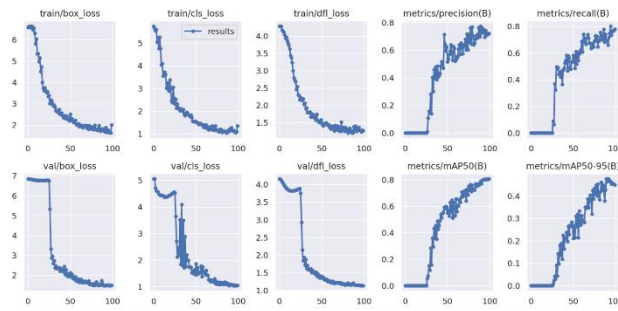 train/box_loss
train/cls_loss
train/dfl_loss
metrics/precision(B)
metrics/recall(B)
6
5
4
3
2
0 50 100
5
4
3
2
1
results
0 50 100
4.0
3.5
3.0
2.5
2.0
1.5
0 50 100
0.8
0.6
0.4
0.2
0.0
0 50 100
0.8
0.6
0.4
0.2
0.0
0 50 100
val/box_loss
val/cls_loss
val/dfl_loss
metrics/mAP50(B)
metrics/mAP50-95(B)
7
6
5
4
3
2
0 50 100
5
4
3
2
1
0 50 100
4.0
3.5
3.0
2.5
2.0
1.5
1.0
0 50 100
0.8
0.6
0.4
0.2
0.0
0 50 100
0.4
0.3
0.2
0.1
0.0
0 50 100